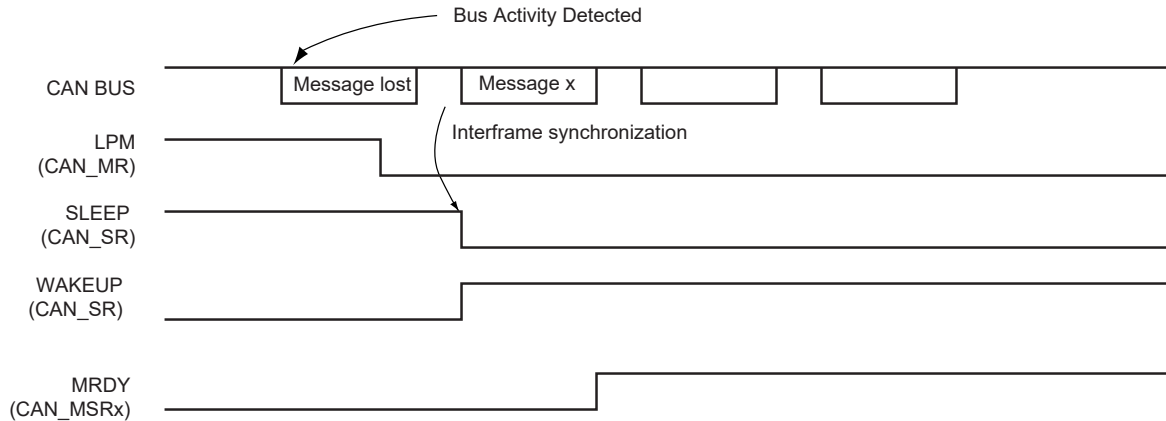 Bus Activity Detected
CAN BUS
Message lost
Message x
Interframe synchronization
LPM
(CAN_MR)
SLEEP
(CAN_SR)
WAKEUP
(CAN_SR)
MRDY
(CAN_MSRx)